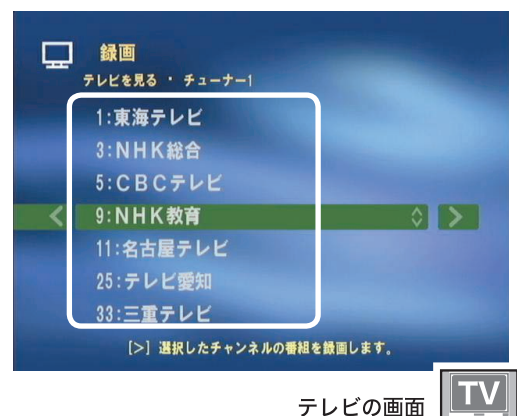 録画
テレビを見る ・ チューナー1
1:東海テレビ
3:NHK総合
5:CBCテレビ
9:NHK教育
11:名古屋テレビ
25:テレビ愛知
33:三重テレビ
[>] 選択したチャンネルの番組を録画します。
テレビの画面
TV